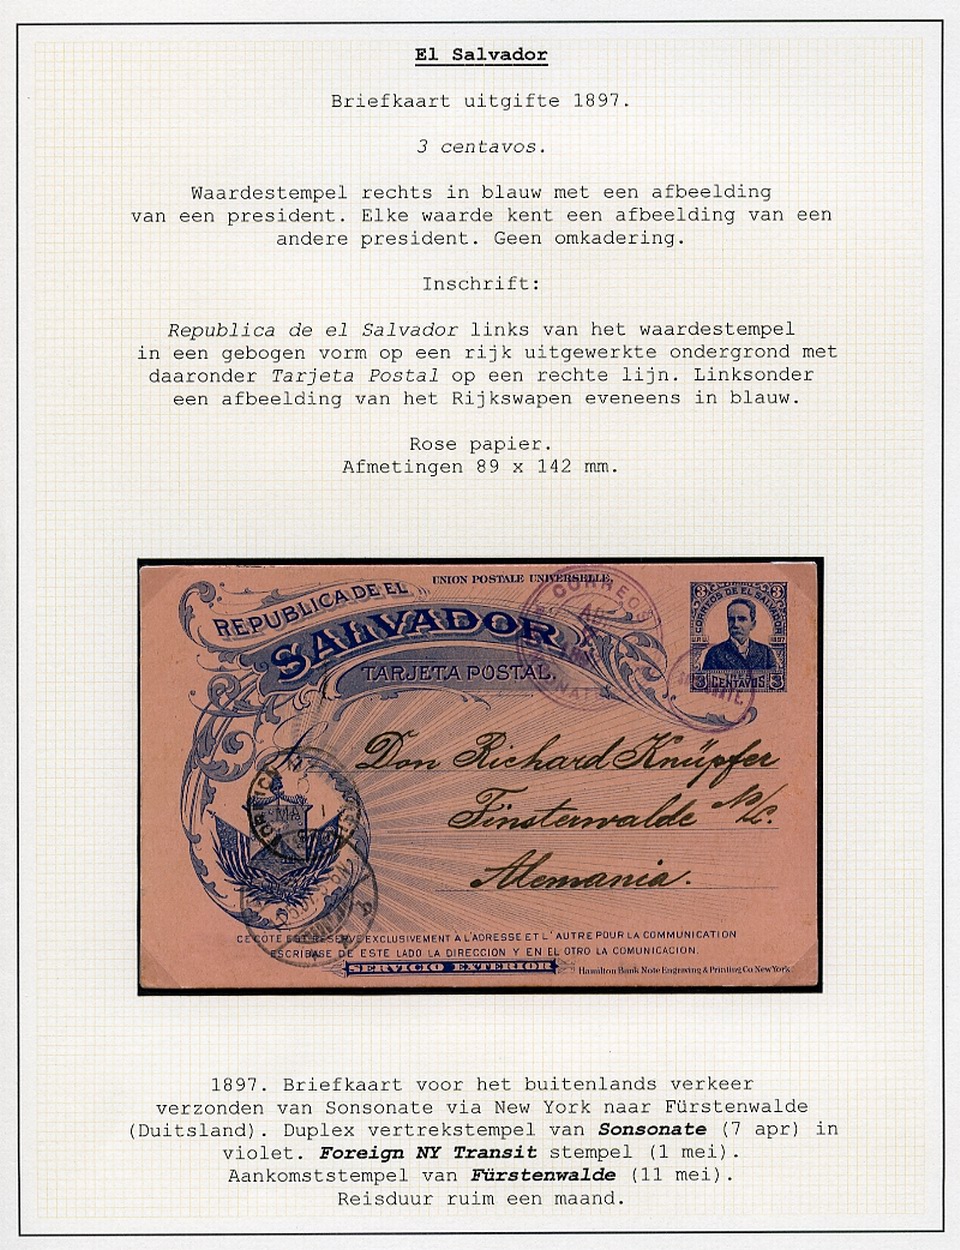 El Salvador
Briefkaart uitgifte 1897.
3 centavos.
Waardestempel rechts in blauw met een afbeelding
van een president. Elke waarde kent een afbeelding van een
andere president. Geen omkadering.
Inschrift:
Republica de el Salvador links van het waardestempel
in een gebogen vorm op een rijk uitgewerkte ondergrond met
daaronder Tarjeta Postal op een rechte lijn. Linksonder
een afbeelding van het Rijkswapen eveneens in blauw.
Rose papier.
Afmetingen 89 x 142 mm.
UNION POSTALE UNIVERSELLE,
REPUBLICA DE EL
SALVADOR,
TARJETA POSTAL.
CORREOS
CORREOS DE EL SALVADOR
U.P.U. 1897
3 CENTAVOS 3
Don Richard Knüpfer
Finsterwalde N/L.
Alemania.
CE CÔTE EST RÉSERVE EXCLUSIVEMENT A L'ADRESSE ET L'AUTRE POUR LA COMMUNICATION
ESCRIBASE DE ESTE LADO LA DIRECCION Y EN EL OTRO LA COMUNICACION.
SERVICIO EXTERIOR
Hamilton Bank Note Engraving & Printing Co New York
1897. Briefkaart voor het buitenlands verkeer
verzonden van Sonsonate via New York naar Fürstenwalde
(Duitsland). Duplex vertrekstempel van Sonsonate (7 apr) in
violet. Foreign NY Transit stempel (1 mei).
Aankomststempel van Fürstenwalde (11 mei).
Reisduur ruim een maand.